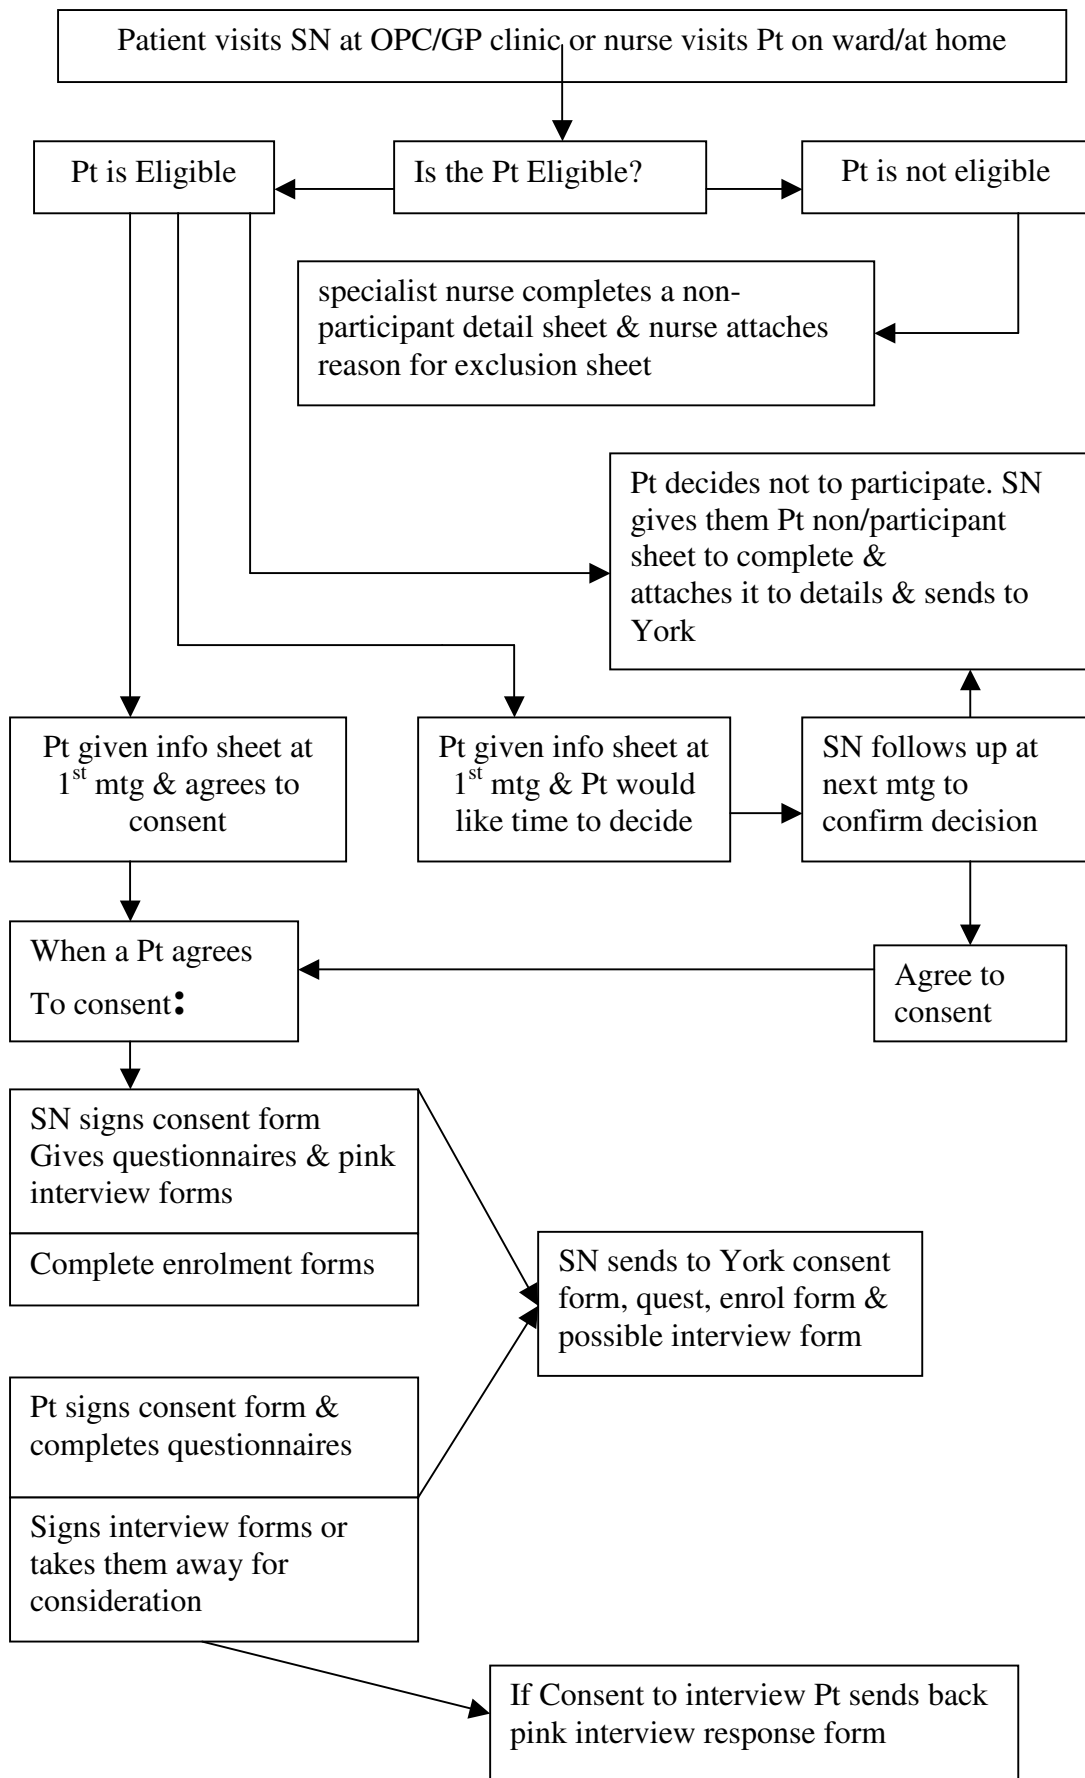 Patient visits SN at OPC/GP clinic or nurse visits Pt on ward/at home
Pt is Eligible
Is the Pt Eligible?
Pt is not eligible
specialist nurse completes a non-
participant detail sheet & nurse attaches
reason for exclusion sheet
Pt decides not to participate. SN
gives them Pt non/participant
sheet to complete &
attaches it to details & sends to
York
Pt given info sheet at
1st mtg & agrees to
consent
Pt given info sheet at
1st mtg & Pt would
like time to decide
SN follows up at
next mtg to
confirm decision
When a Pt agrees
To consent:
Agree to
consent
SN signs consent form
Gives questionnaires & pink
interview forms
Complete enrolment forms
SN sends to York consent
form, quest, enrol form &
possible interview form
Pt signs consent form &
completes questionnaires
Signs interview forms or
takes them away for
consideration
If Consent to interview Pt sends back
pink interview response form